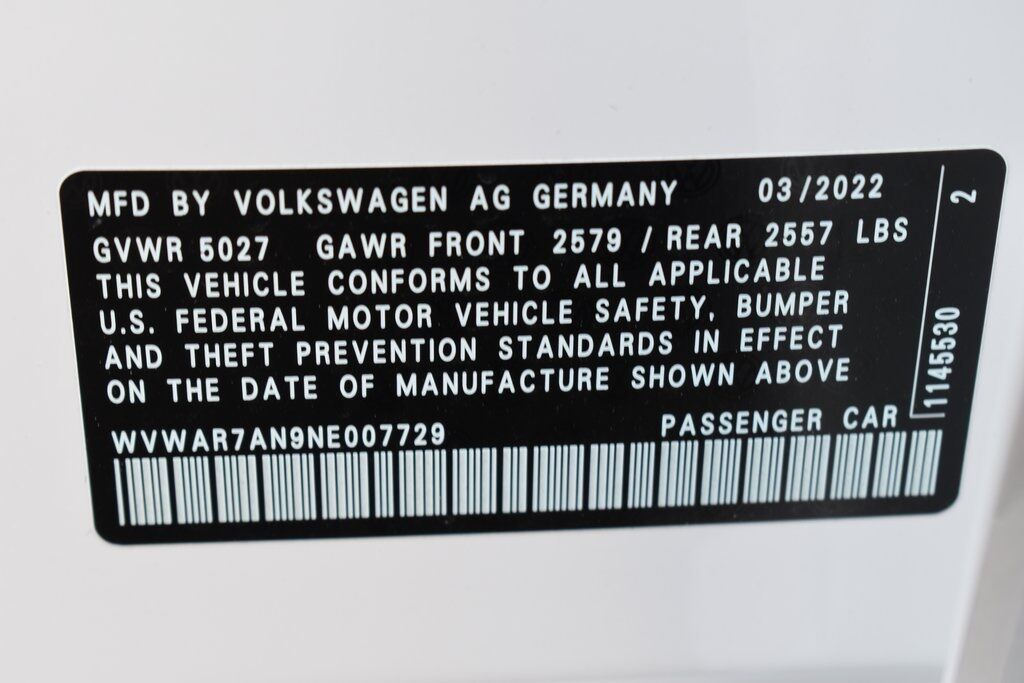 MFD BY VOLKSWAGEN AG GERMANY 03/2022
GVWR 5027 GAWR FRONT 2579 / REAR 2557 LBS
THIS VEHICLE CONFORMS TO ALL APPLICABLE
U.S. FEDERAL MOTOR VEHICLE SAFETY, BUMPER
AND THEFT PREVENTION STANDARDS IN EFFECT
ON THE DATE OF MANUFACTURE SHOWN ABOVE
WVWAR7AN9NE007729 PASSENGER CAR
1145530 2